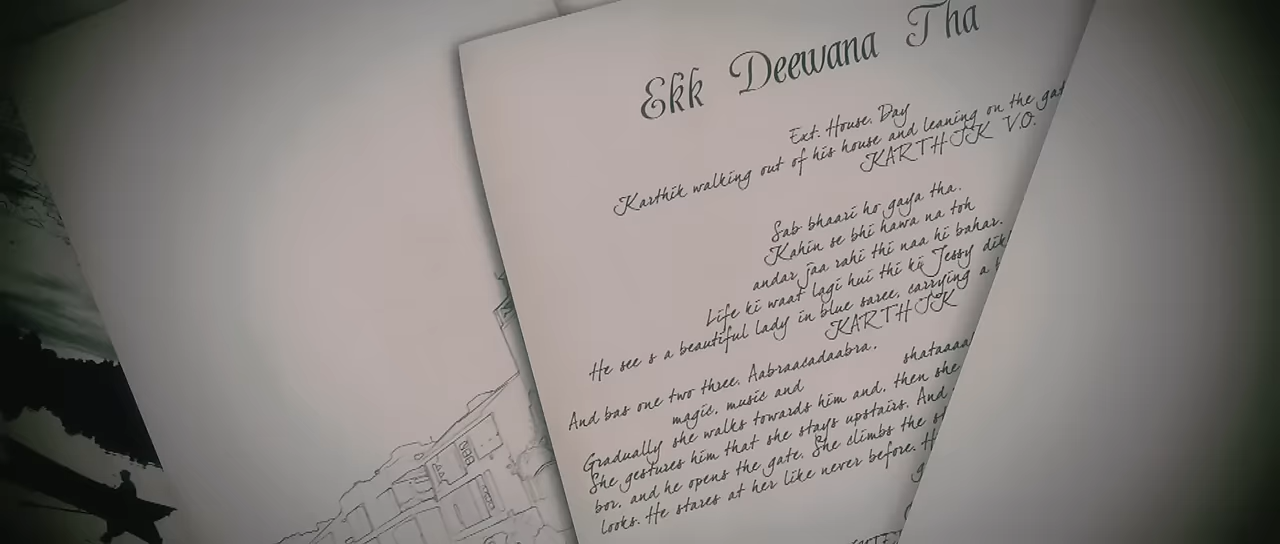 Ekk Deewana Tha
Ext. House. Day
Karthik walking out of his house and leaning on the
KARTHIK V.O.
Sab bhaari ho gaya tha.
Kahin se bhi hawa na toh
andar jaa rahi thi naa hi bahar.
Life ki waat lagi hui thi ki Jessy
He see s a beautiful lady in blue saree, carrying a
KARTHIK
And bas one two three. Aabraacadaabra.
magic, music and
Gradually she walks towards him and, then she
She gestures him that she stays upstairs. And
bor, and he opens the gate. She climbs the
looks. He stares at her like never before.